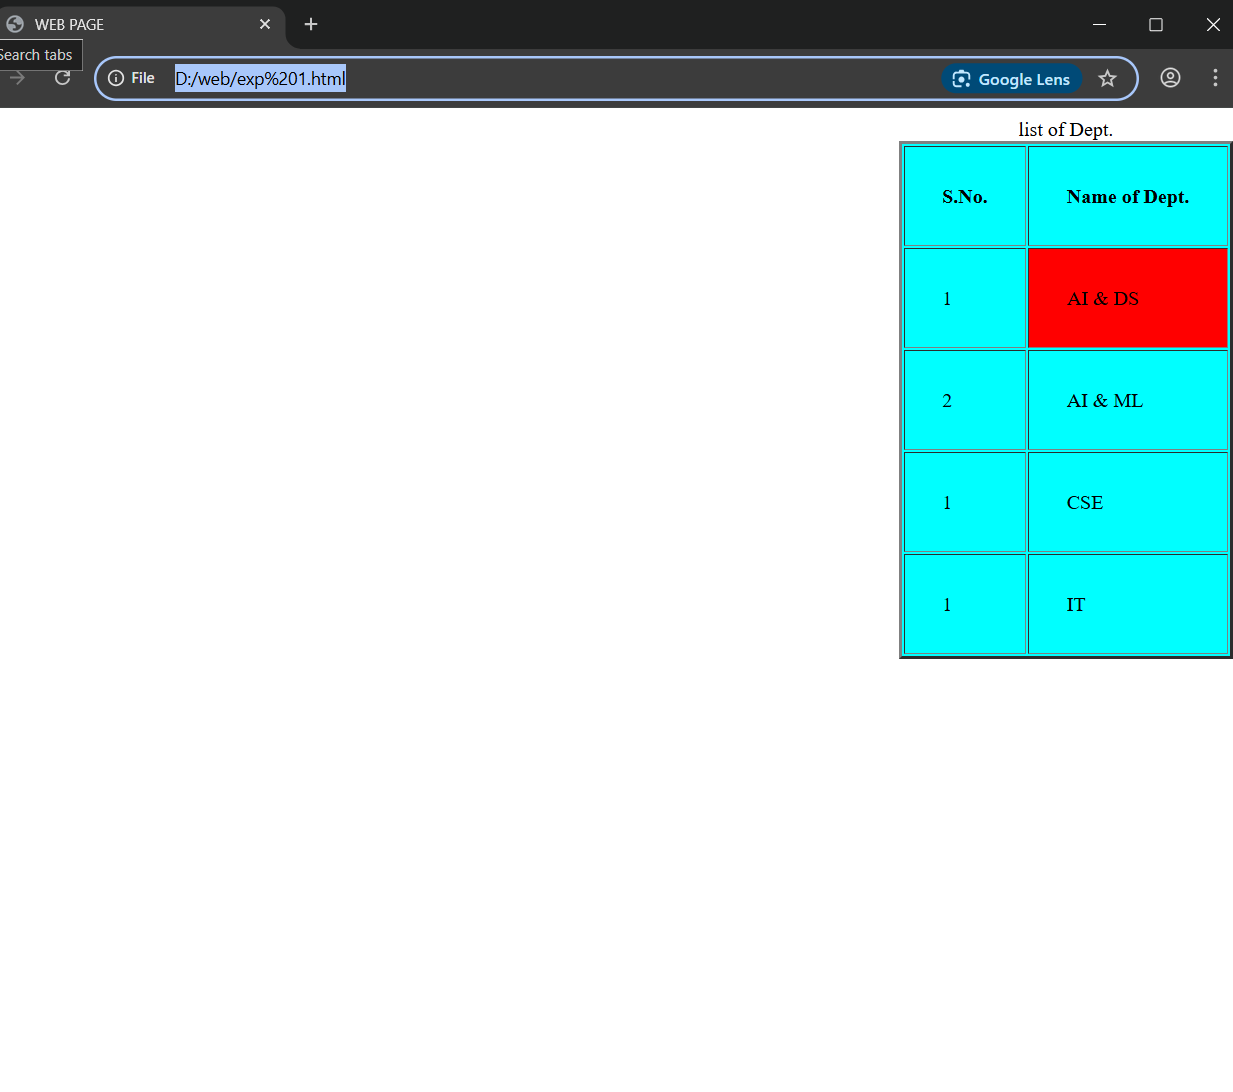 WEB PAGE
Search tabs
File D:/web/exp%201.html Google Lens
list of Dept.
S.No. Name of Dept.
1 AI & DS
2 AI & ML
1 CSE
1 IT